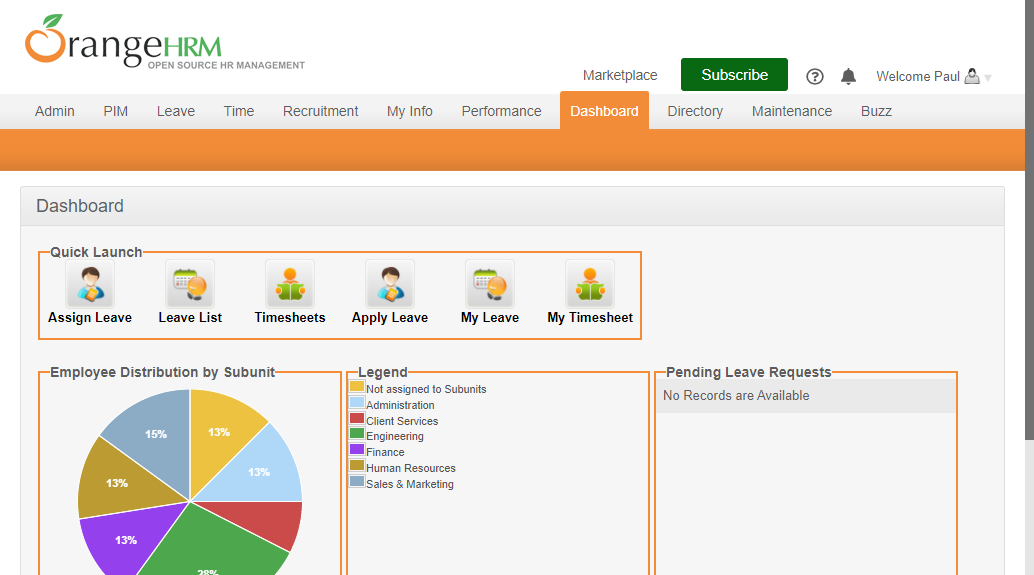 OrangeHRM
OPEN SOURCE HR MANAGEMENT
Marketplace Subscribe ? Welcome Paul
Admin PIM Leave Time Recruitment My Info Performance Dashboard Directory Maintenance Buzz
Dashboard
Quick Launch
Assign Leave Leave List Timesheets Apply Leave My Leave My Timesheet
Employee Distribution by Subunit
15%
13%
13%
13%
13%
28%
Legend
Not assigned to Subunits
Administration
Client Services
Engineering
Finance
Human Resources
Sales & Marketing
Pending Leave Requests
No Records are Available